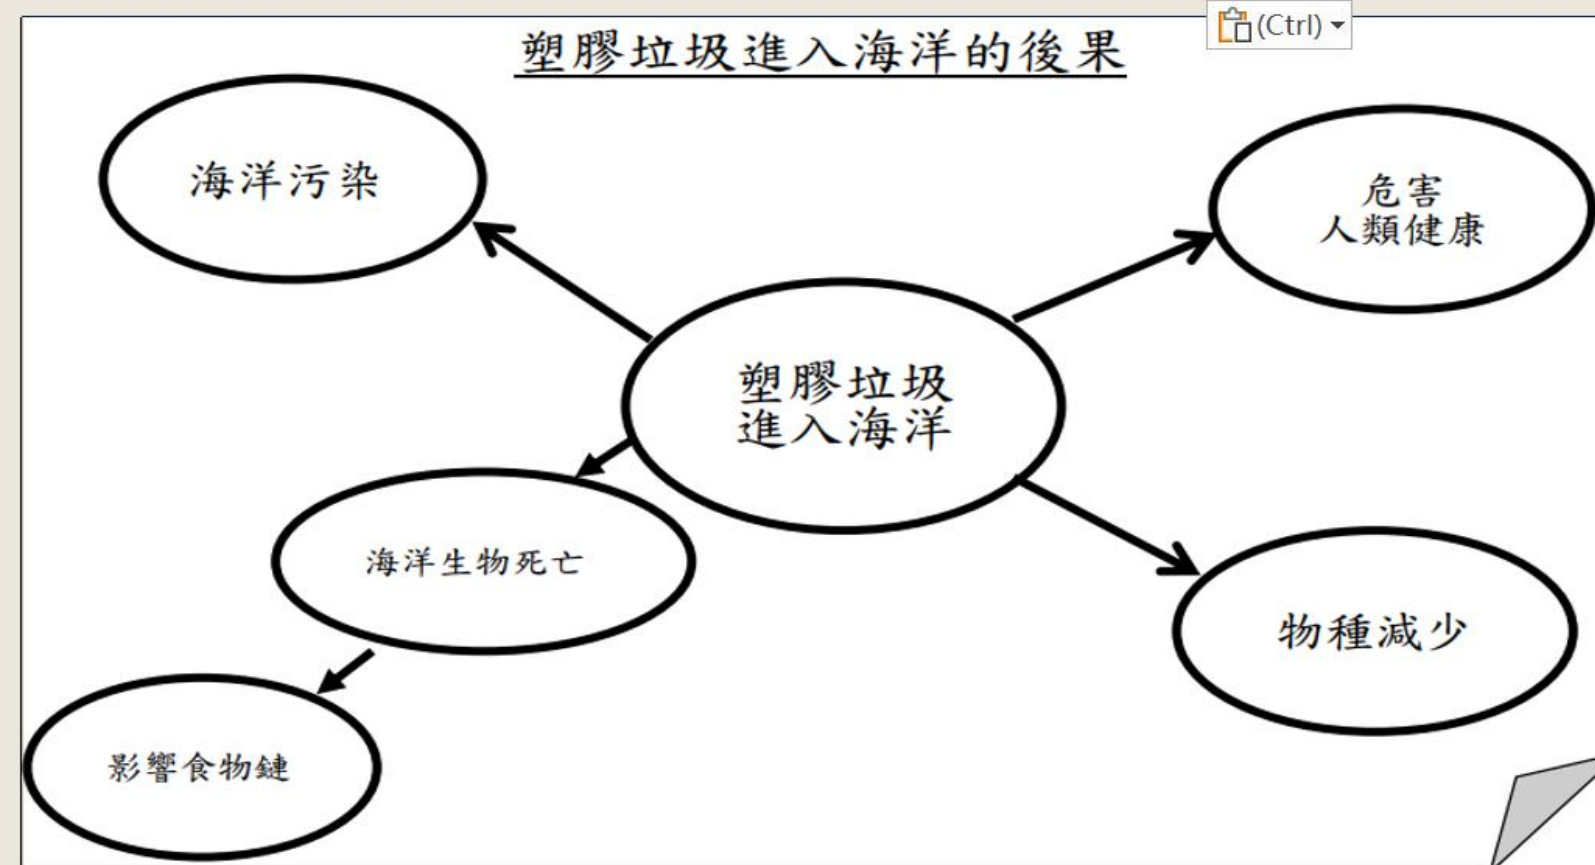 塑膠垃圾進入海洋的後果
(Ctrl)
海洋污染
危害
人類健康
塑膠垃圾
進入海洋
海洋生物死亡
物種減少
影響食物鏈